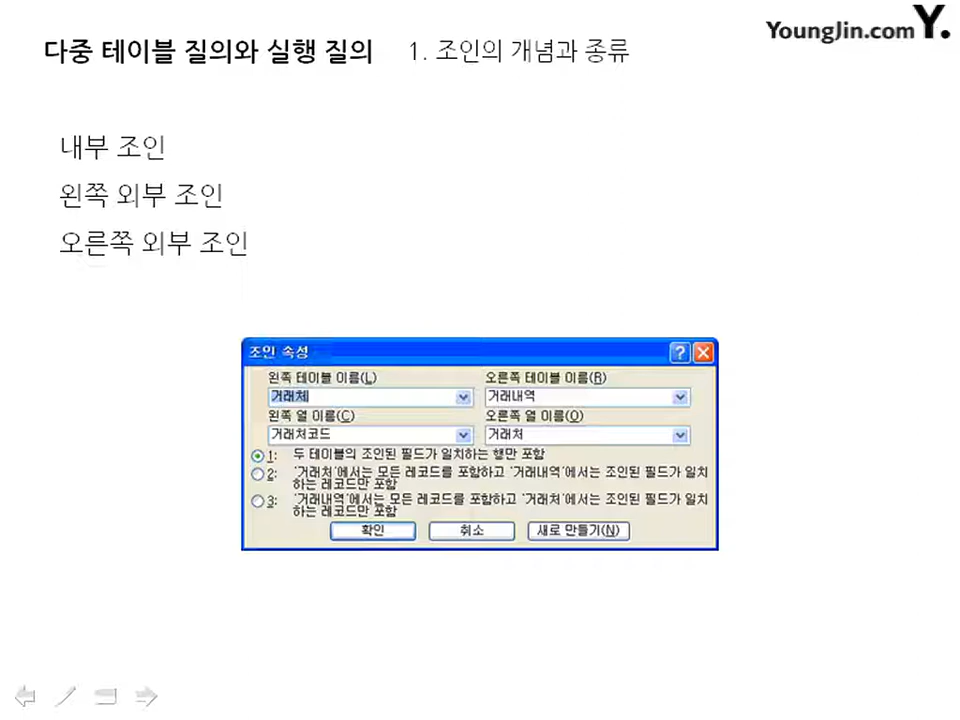 다중 테이블 질의와 실행 질의 1. 조인의 개념과 종류
YoungJin.com Y.
내부 조인
왼쪽 외부 조인
오른쪽 외부 조인
조인 속성
왼쪽 테이블 이름(L) 오른쪽 테이블 이름(R)
거래처 거래내역
왼쪽 열 이름(C) 오른쪽 열 이름(O)
거래처코드 거래처
1: 두 테이블의 조인된 필드가 일치하는 행만 포함
2: '거래처'에서는 모든 레코드를 포함하고 '거래내역'에서는 조인된 필드가 일치
하는 레코드만 포함
3: '거래내역'에서는 모든 레코드를 포함하고 '거래처'에서는 조인된 필드가 일치
하는 레코드만 포함
확인 취소 새로 만들기(N)